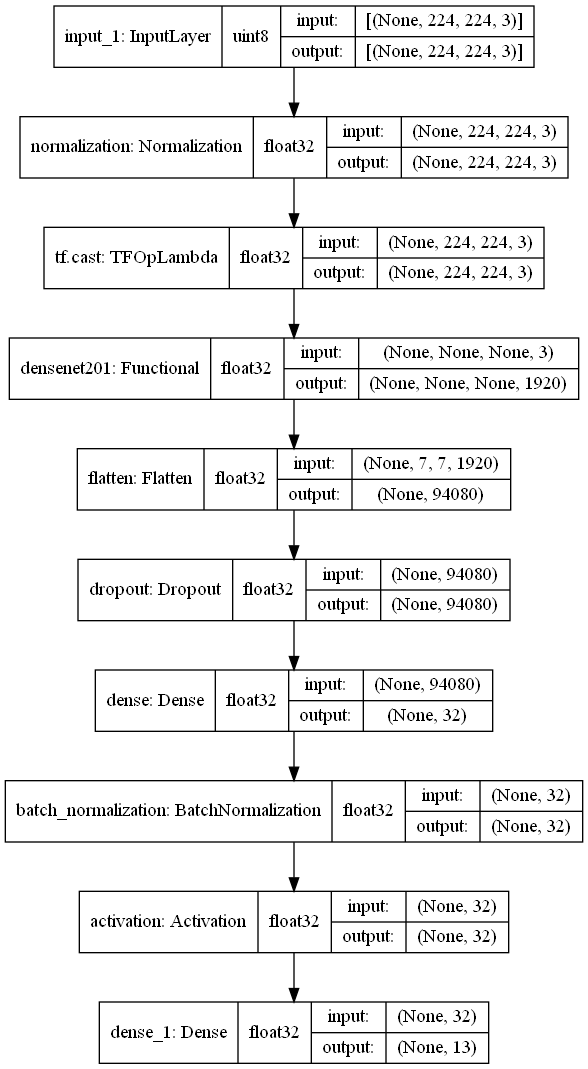 input_1: InputLayer uint8 input: [(None, 224, 224, 3)]
output: [(None, 224, 224, 3)]
normalization: Normalization float32 input: (None, 224, 224, 3)
output: (None, 224, 224, 3)
tf.cast: TFOpLambda float32 input: (None, 224, 224, 3)
output: (None, 224, 224, 3)
densenet201: Functional float32 input: (None, None, None, 3)
output: (None, None, None, 1920)
flatten: Flatten float32 input: (None, 7, 7, 1920)
output: (None, 94080)
dropout: Dropout float32 input: (None, 94080)
output: (None, 94080)
dense: Dense float32 input: (None, 94080)
output: (None, 32)
batch_normalization: BatchNormalization float32 input: (None, 32)
output: (None, 32)
activation: Activation float32 input: (None, 32)
output: (None, 32)
dense_1: Dense float32 input: (None, 32)
output: (None, 13)